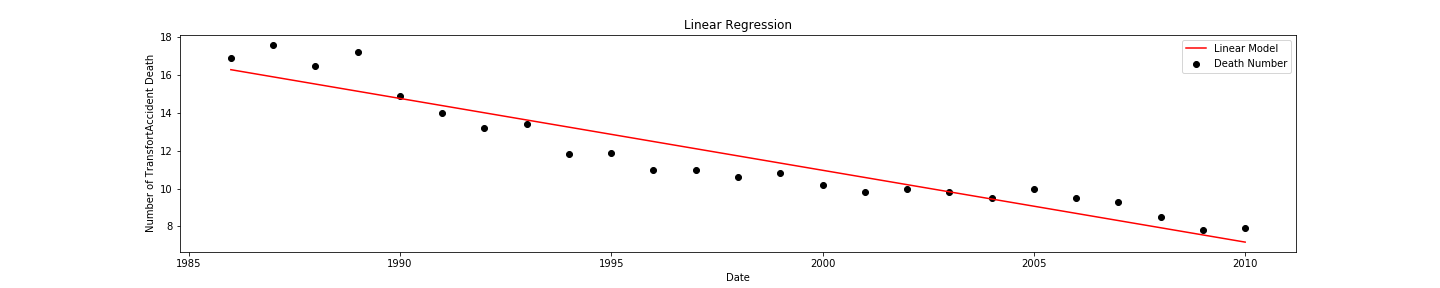 Linear Regression
Number of TransfortAccident Death
18
16
14
12
10
8
Linear Model
Death Number
1985
1990
1995
2000
2005
2010
Date